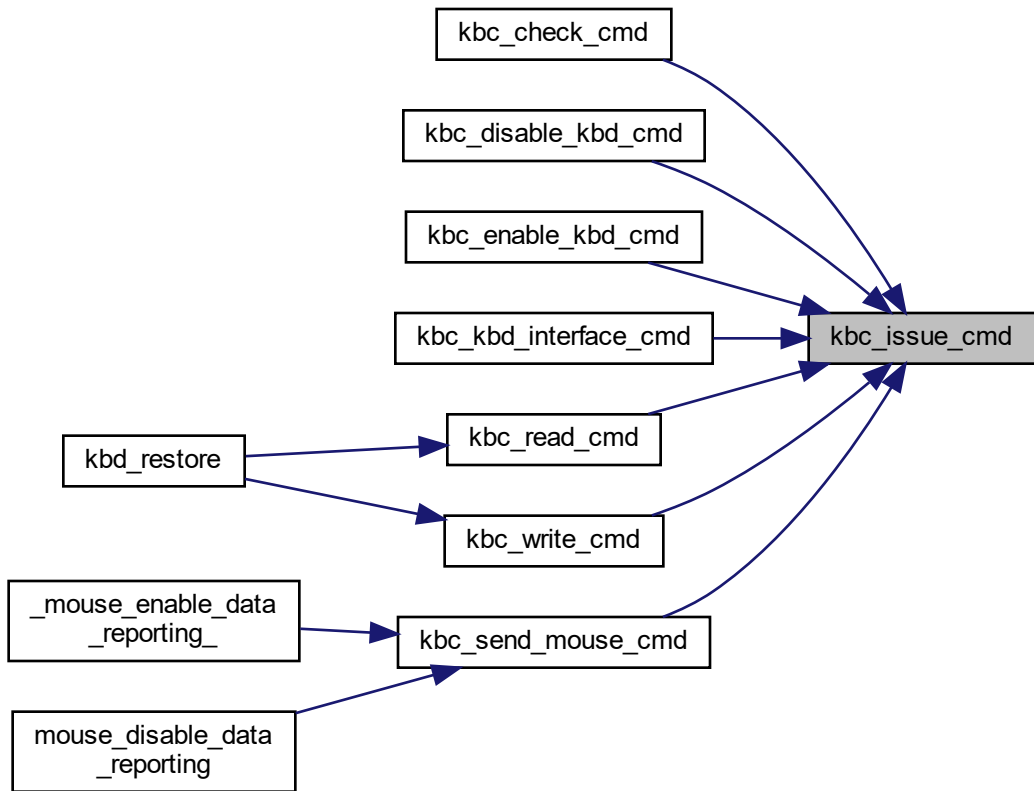 kbc_check_cmd
kbc_disable_kbd_cmd
kbc_enable_kbd_cmd
kbc_issue_cmd
kbc_kbd_interface_cmd
kbc_read_cmd
kbd_restore
kbc_write_cmd
_mouse_enable_data
_reporting_
kbc_send_mouse_cmd
mouse_disable_data
_reporting